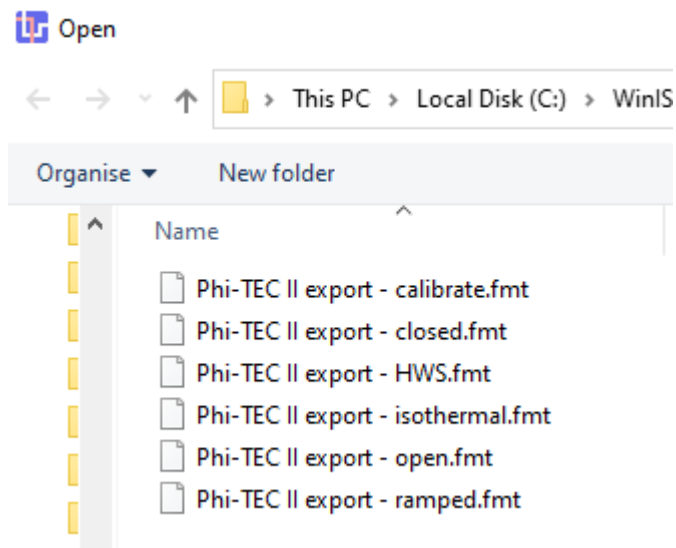 Open
This PC > Local Disk (C:) > WinIS
Organise New folder
Name
Phi-TEC II export - calibrate.fmt
Phi-TEC II export - closed.fmt
Phi-TEC II export - HWS.fmt
Phi-TEC II export - isothermal.fmt
Phi-TEC II export - open.fmt
Phi-TEC II export - ramped.fmt